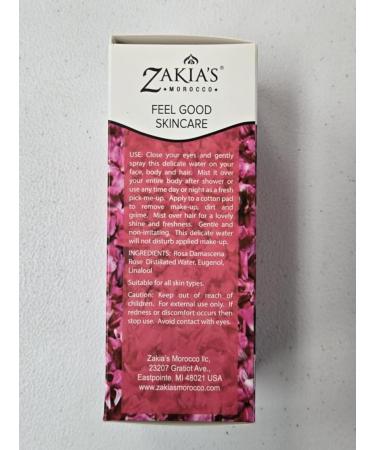 ZAKIA'S®
MOROCCO
FEEL GOOD
SKINCARE
USE: Close your eyes and gently
spray this delicate water on your
face, body and hair. Mist it over
your entire body after shower or
use any time day or night as a fresh
pick-me-up. Apply to a cotton pad
to remove make-up, dirt and
grime. Mist over hair for a lovely
shine and freshness. Gentle and
non-irritating. This delicate water
will not disturb applied make-up.
INGREDIENTS: Rosa Damasceria
Rose Distillated Water, Eugenol,
Linalool
Suitable for all skin types.
Caution: Keep out of reach of
children. For external use only. If
redness or discomfort occurs then
stop use. Avoid contact with eyes.
Zakia's Morocco llc,
23207 Gratiot Ave.,
Eastpointe, MI 48021 USA
www.zakiasmorocco.com